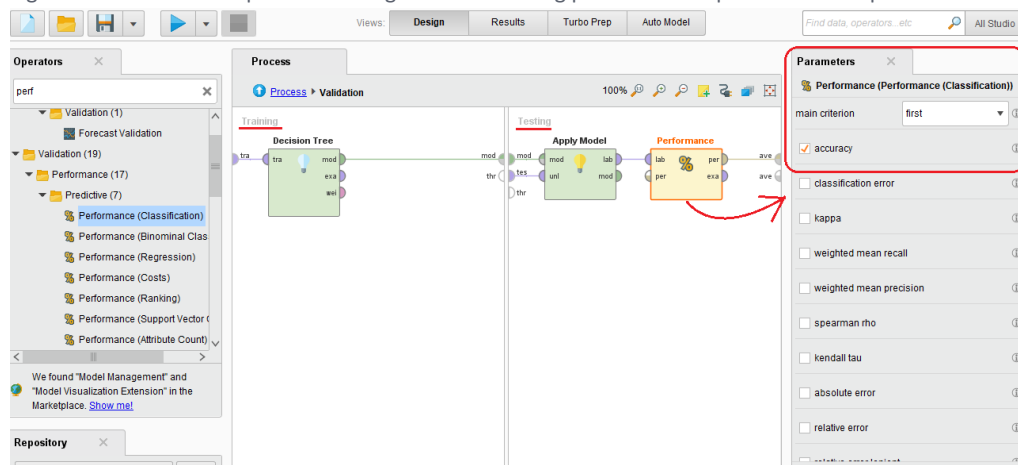 Views:
Design
Results
Turbo Prep
Auto Model
Find data, operators...etc
All Studio
Operators
perf
Validation (1)
Forecast Validation
Validation (19)
Performance (17)
Predictive (7)
Performance (Classification)
Performance (Binominal Clas
Performance (Regression)
Performance (Costs)
Performance (Ranking)
Performance (Support Vector
Performance (Attribute Count)
We found "Model Management" and
"Model Visualization Extension" in the
Marketplace. Show me!
Repository
Process
Process Validation
100%
Training
Decision Tree
tra
tra
mod
exa
wei
mod
thr
Testing
Apply Model
mod
tes
thr
mod
unl
lab
mod
Performance
lab
per
per
exa
ave
ave
Parameters
Performance (Performance (Classification))
main criterion
first
accuracy
classification error
kappa
weighted mean recall
weighted mean precision
spearman rho
kendall tau
absolute error
relative error